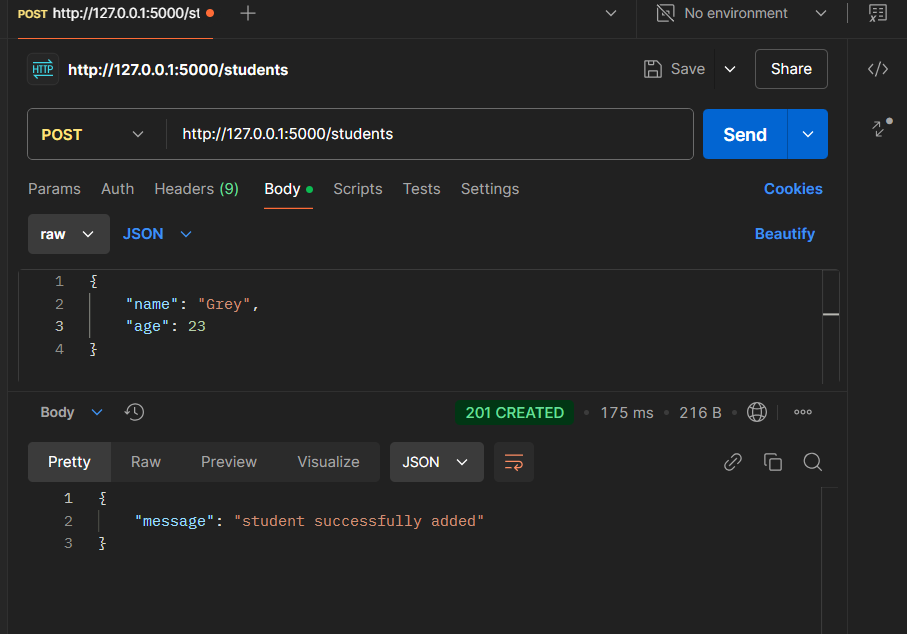 POST http://127.0.0.1:5000/st
No environment
HTTP http://127.0.0.1:5000/students
Save
Share
POST
http://127.0.0.1:5000/students
Send
Params Auth Headers (9) Body Scripts Tests Settings
Cookies
raw
JSON
Beautify
1 {
2 "name": "Grey",
3 "age": 23
4 }
Body
201 CREATED • 175 ms • 216 B
Pretty Raw Preview Visualize JSON
1 {
2 "message": "student successfully added"
3 }